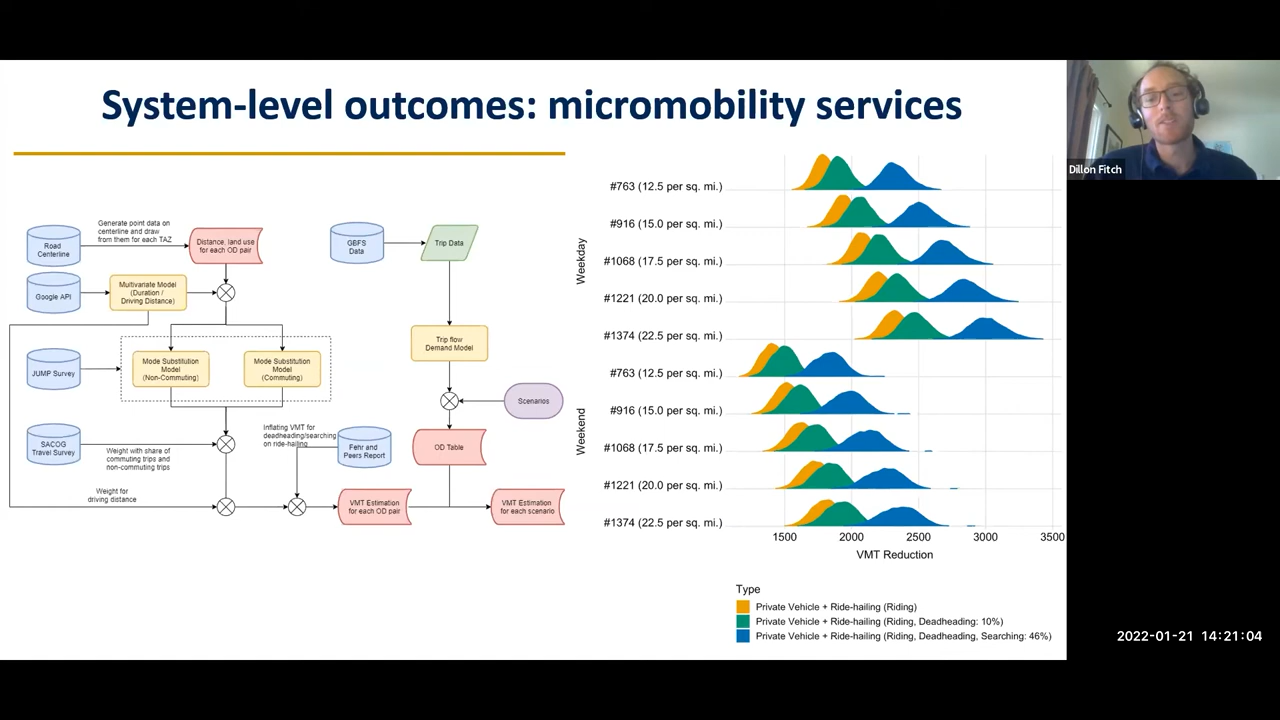 System-level outcomes: micromobility services
Dillon Fitch
Generate point data on
centerline and draw
from them for each TAZ
Road
Centerline
Distance, land use
for each OD pair
Google API
Multivariate Model
(Duration /
Driving Distance)
JUMP Survey
Mode Substitution
Model
(Non-Commuting)
Mode Substitution
Model
(Commuting)
SACOG
Travel Survey
Weight with share of
commuting trips and
non-commuting trips
Inflating VMT for
deadheading/searching
on ride-hailing
Fehr and
Peers Report
Weight for
driving distance
VMT Estimation
for each OD pair
GBFS
Data
Trip Data
Trip flow
Demand Model
Scenarios
OD Table
VMT Estimation
for each scenario
Weekday
#763 (12.5 per sq. mi.)
#916 (15.0 per sq. mi.)
#1068 (17.5 per sq. mi.)
#1221 (20.0 per sq. mi.)
#1374 (22.5 per sq. mi.)
Weekend
#763 (12.5 per sq. mi.)
#916 (15.0 per sq. mi.)
#1068 (17.5 per sq. mi.)
#1221 (20.0 per sq. mi.)
#1374 (22.5 per sq. mi.)
1500 2000 2500 3000 3500
VMT Reduction
Type
Private Vehicle + Ride-hailing (Riding)
Private Vehicle + Ride-hailing (Riding, Deadheading: 10%)
Private Vehicle + Ride-hailing (Riding, Deadheading, Searching: 46%)
2022-01-21 14:21:04